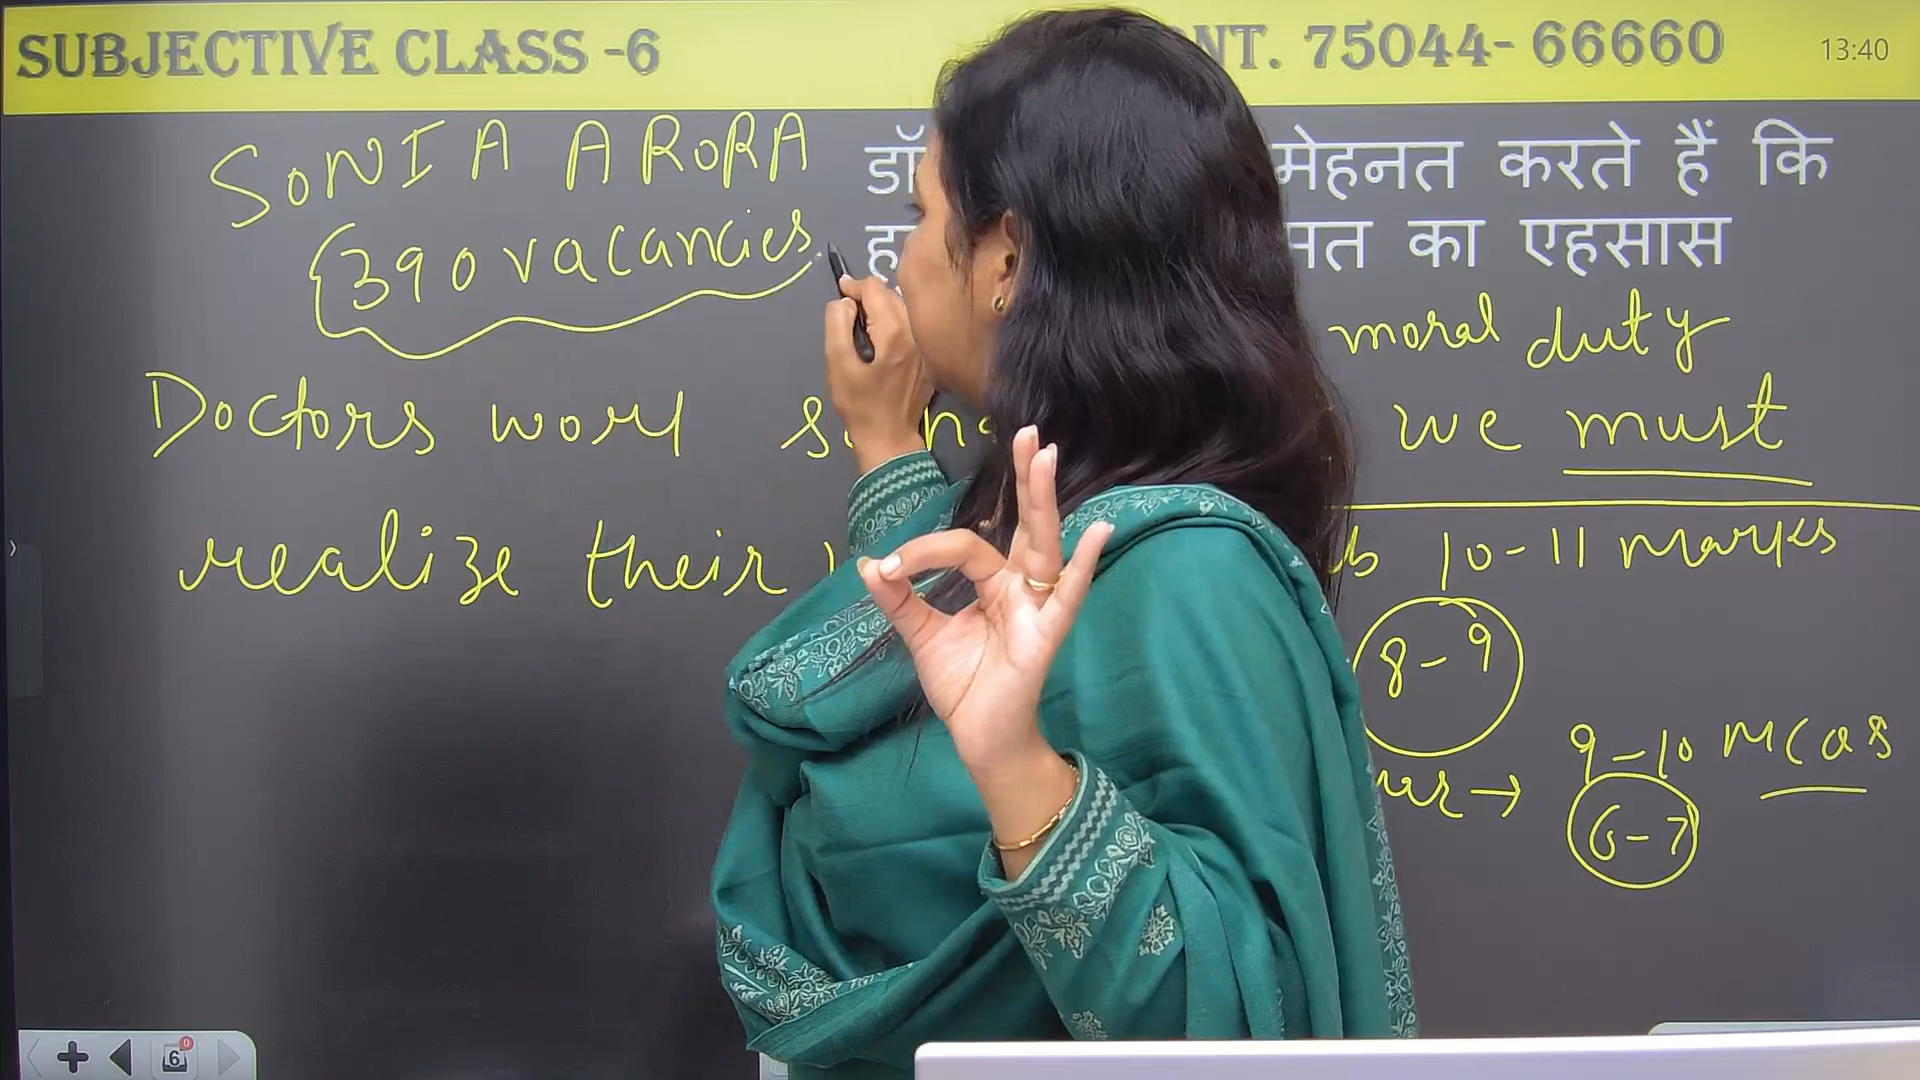 SUBJECTIVE CLASS -6
NT. 75044- 66660
13:40
SONIA ARORA
मेहनत करते हैं कि
390 vacancies
का एहसास
moral duty
Doctors work
we must
realize their
10-11 marks
8-9
9-10 MCQs
6-7
6
0